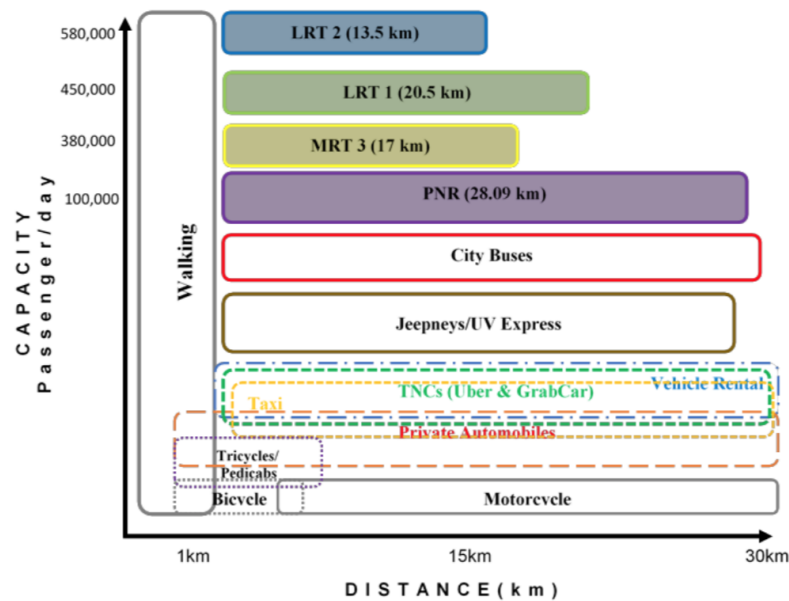 580,000
LRT 2 (13.5 km)
450,000
LRT 1 (20.5 km)
380,000
MRT 3 (17 km)
100,000
PNR (28.09 km)
CAPACITY
Passenger/day
Walking
City Buses
Jeepneys/UV Express
Vehicle Rental
TNCs (Uber & GrabCar)
Taxi
Private Automobiles
Tricycles/
Pedicabs
Bicycle
Motorcycle
1km
15km
30km
DISTANCE(km)